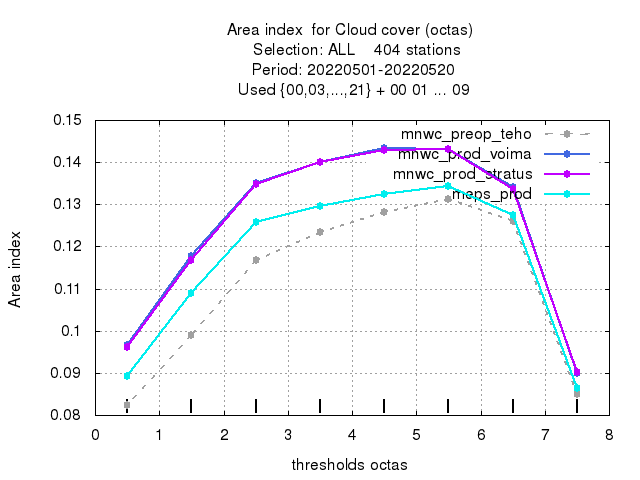 Area index  for Cloud cover (octas)
Selection: ALL    404 stations
Period: 20220501-20220520
Used {00,03,...,21} + 00 01 ... 09
0.15
0.14
0.13
0.12
0.11
0.1
0.09
0.08
Area index
mnwc_preop_teho
mnwc_prod_voima
mnwc_prod_stratus
meps_prod
0 1 2 3 4 5 6 7 8
thresholds octas